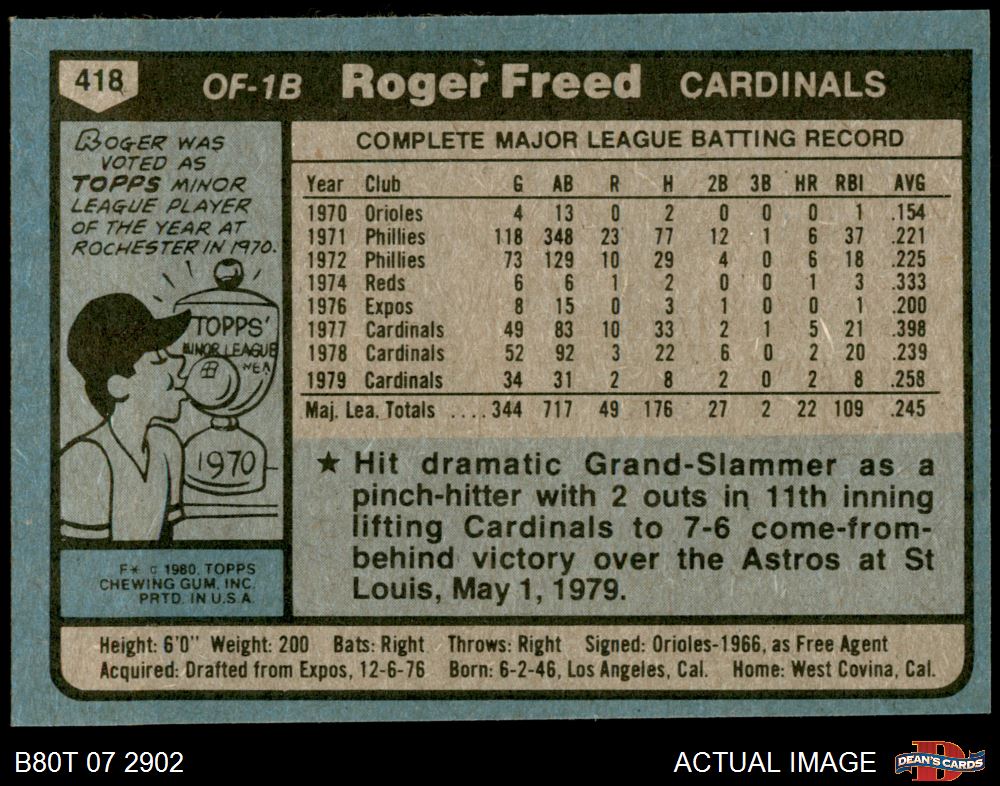 418 OF-1B Roger Freed CARDINALS
ROGER WAS
VOTED AS
TOPPS MINOR
LEAGUE PLAYER
OF THE YEAR AT
ROCHESTER IN 1970.
TOPPS'
MINOR LEAGUE
1970
F* © 1980, TOPPS
CHEWING GUM, INC.
PRTD. IN U.S.A.
COMPLETE MAJOR LEAGUE BATTING RECORD
Year Club G AB R H 2B 3B HR RBI AVG
1970 Orioles 4 13 0 2 0 0 0 1 .154
1971 Phillies 118 348 23 77 12 1 6 37 .221
1972 Phillies 73 129 10 29 4 0 6 18 .225
1974 Reds 6 6 1 2 0 0 1 3 .333
1976 Expos 8 15 0 3 1 0 0 1 .200
1977 Cardinals 49 83 10 33 2 1 5 21 .398
1978 Cardinals 52 92 3 22 6 0 2 20 .239
1979 Cardinals 34 31 2 8 2 0 2 8 .258
Maj. Lea. Totals ....344 717 49 176 27 2 22 109 .245
★ Hit dramatic Grand-Slammer as a
pinch-hitter with 2 outs in 11th inning
lifting Cardinals to 7-6 come-from-
behind victory over the Astros at St
Louis, May 1, 1979.
Height: 6'0" Weight: 200 Bats: Right Throws: Right Signed: Orioles-1966, as Free Agent
Acquired: Drafted from Expos, 12-6-76 Born: 6-2-46, Los Angeles, Cal. Home: West Covina, Cal.
B80T 07 2902 ACTUAL IMAGE DEAN'S CARDS